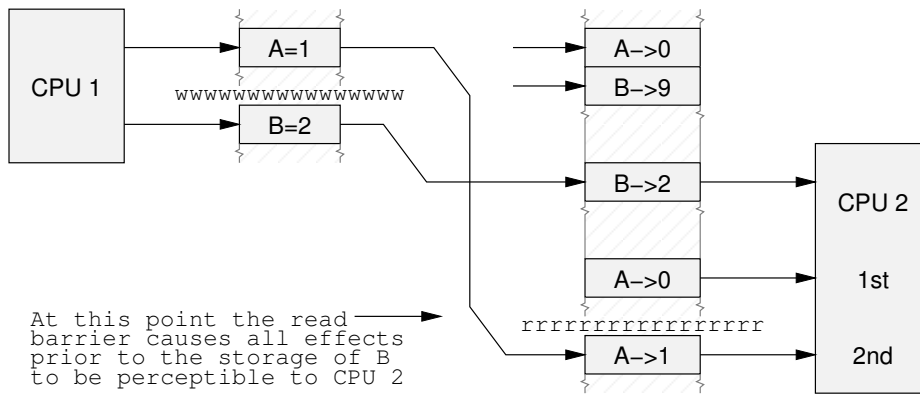 A=1
A->0
CPU 1
B->9
wwwwwwwwwwwwwwww
B=2
B->2
CPU 2
A->0
1st
At this point the read
barrier causes all effects
prior to the storage of B
to be perceptible to CPU 2
rrrrrrrrrrrrrrrrr
A->1
2nd